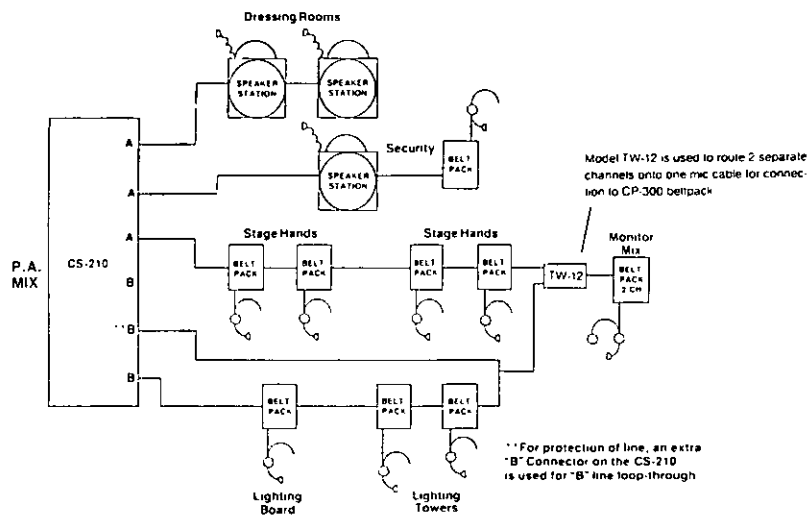 Dressing Rooms
SPEAKER STATION
SPEAKER STATION
A
Security
SPEAKER STATION
BELT PACK
Model TW-12 is used to route 2 separate
channels onto one mic cable for connec-
tion to CP-300 beltpack
A
A
Stage Hands
Stage Hands
Monitor
Mix
P.A.
MIX
CS-210
BELT PACK
BELT PACK
BELT PACK
BELT PACK
TW-12
BELT PACK 2 CH
B
**B
B
BELT PACK
BELT PACK
BELT PACK
Lighting
Board
Lighting
Towers
**For protection of line, an extra
"B" Connector on the CS-210
is used for "B" line loop-through